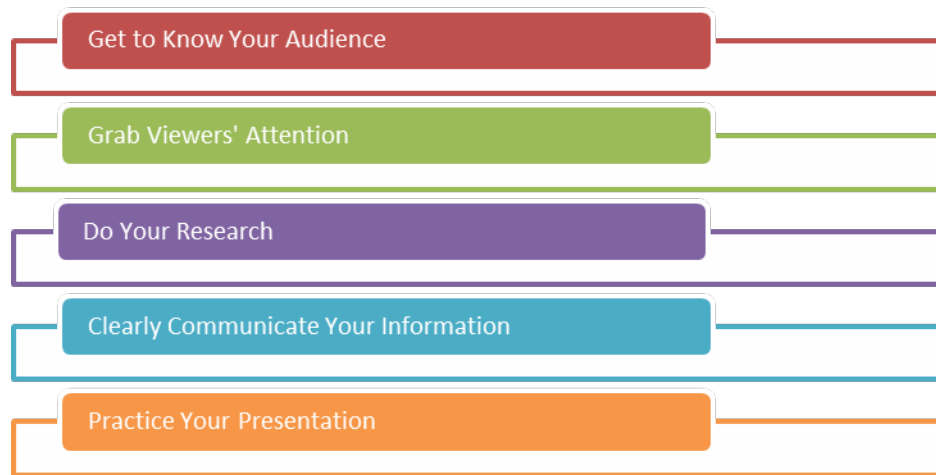 Get to Know Your Audience
Grab Viewers' Attention
Do Your Research
Clearly Communicate Your Information
Practice Your Presentation